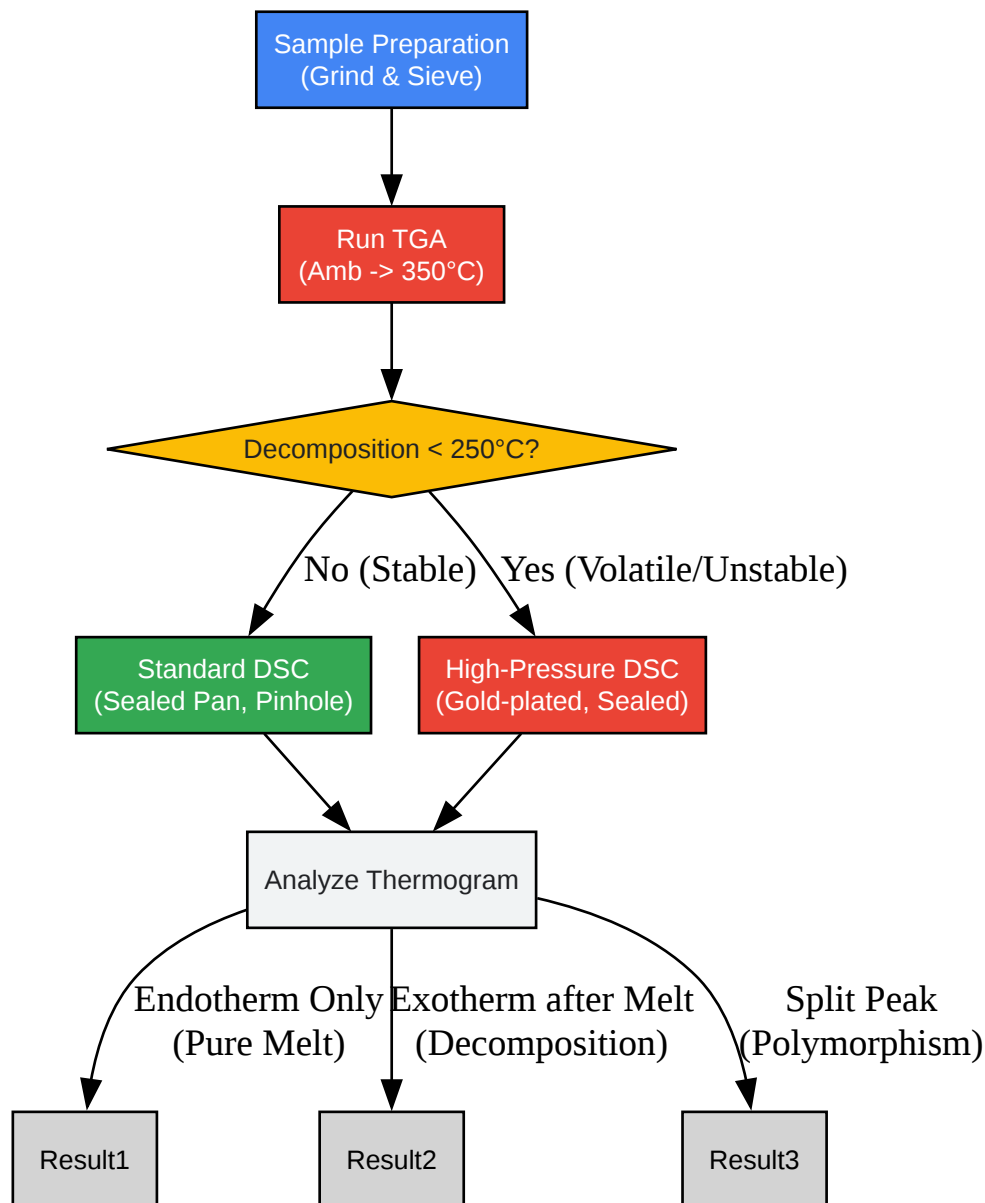 Sample Preparation
(Grind & Sieve)
Run TGA
(Amb -> 350°C)
Decomposition < 250°C?
No (Stable)
Yes (Volatile/Unstable)
Standard DSC
(Sealed Pan, Pinhole)
High-Pressure DSC
(Gold-plated, Sealed)
Analyze Thermogram
Endotherm Only
(Pure Melt)
Exotherm after Melt
(Decomposition)
Split Peak
(Polymorphism)
Result1
Result2
Result3